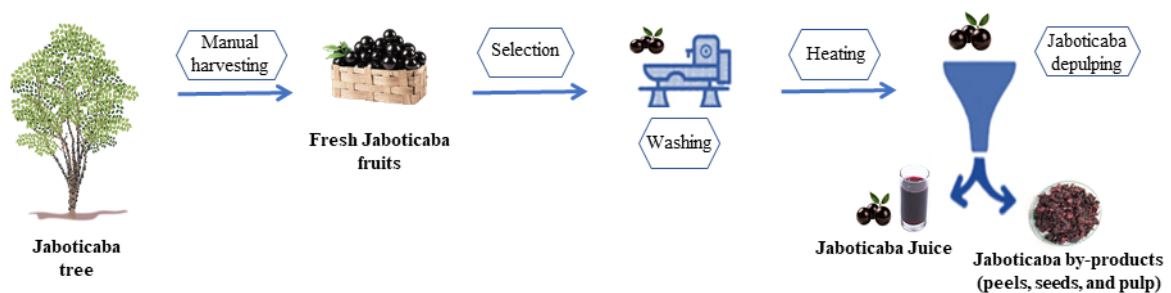 Manual
harvesting
Selection
Heating
Jaboticaba
depulping
Fresh Jaboticaba
fruits
Washing
Jaboticaba
tree
Jaboticaba Juice
Jaboticaba by-products
(peels, seeds, and pulp)